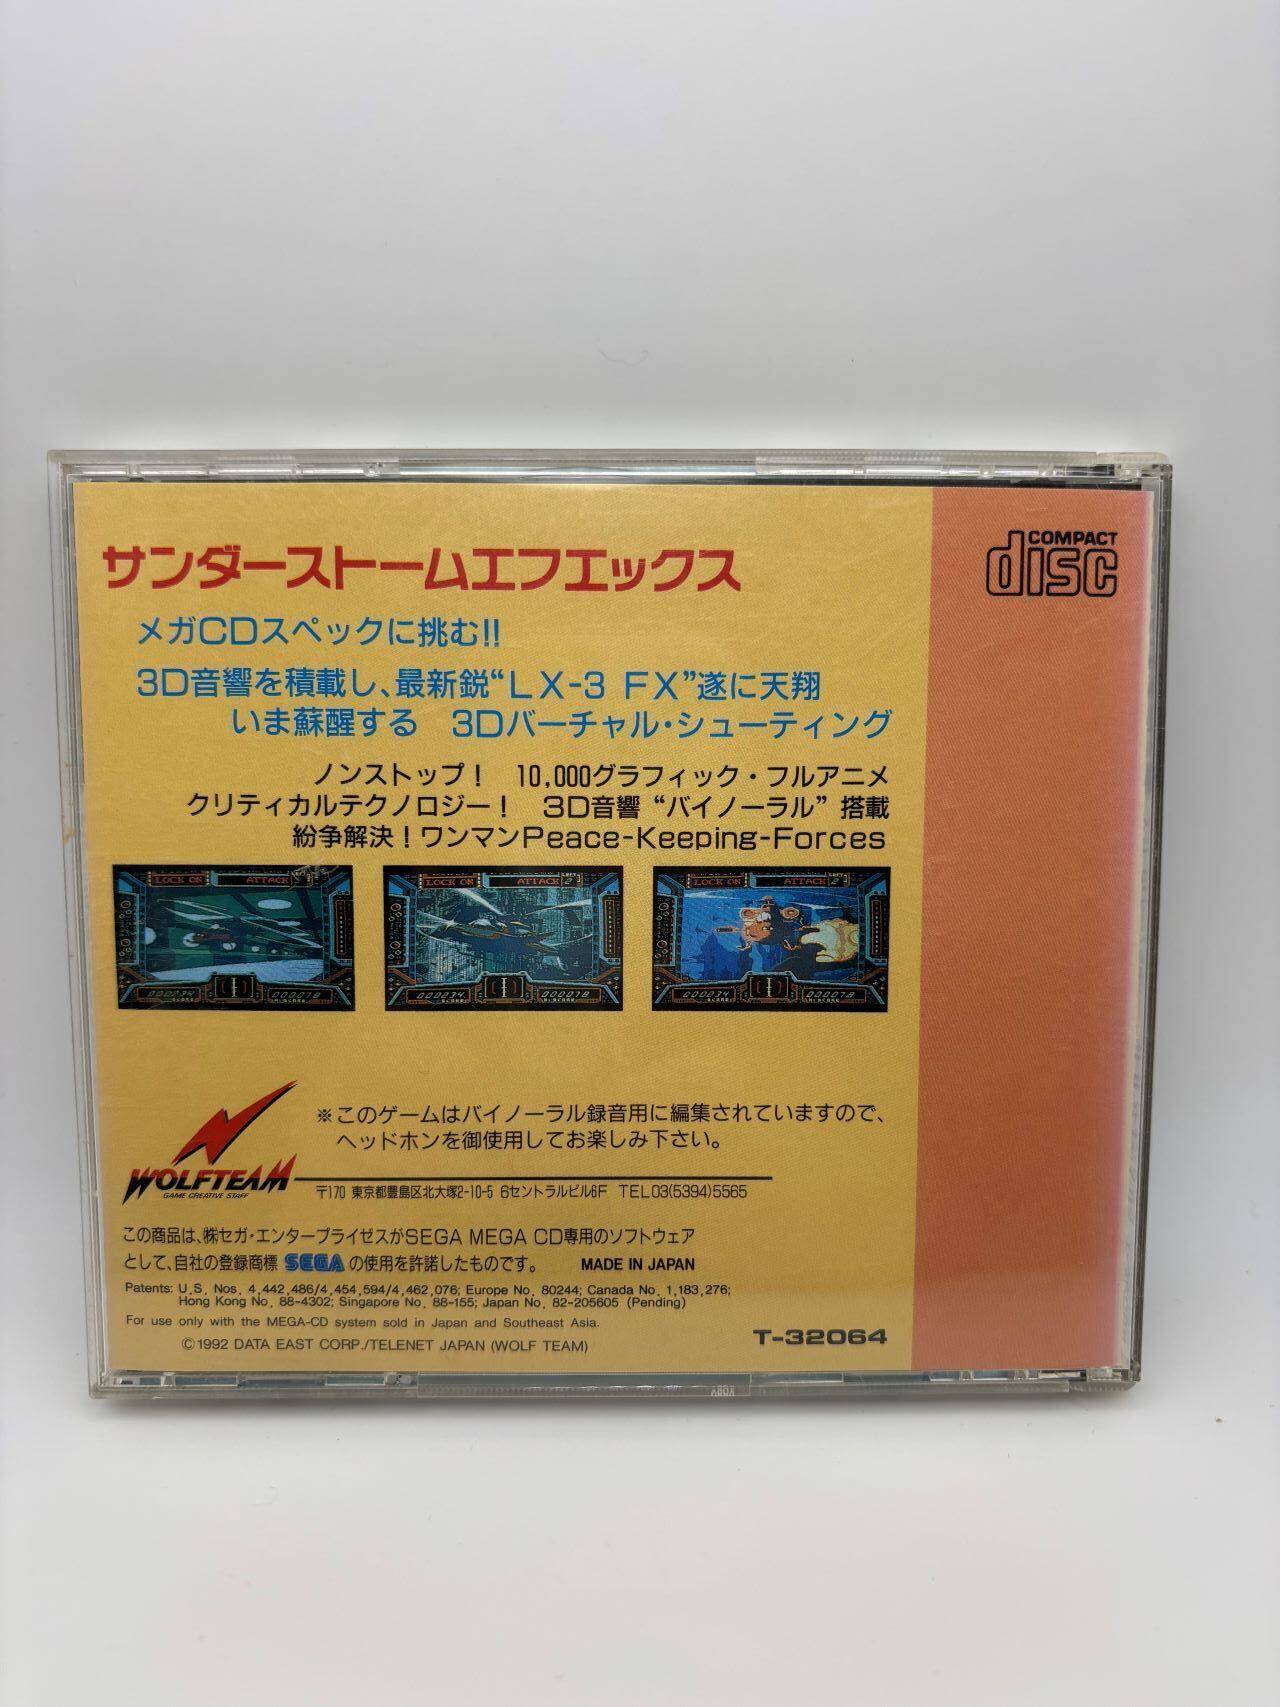 COMPACT
disc
サンダーストームエフエックス
メガCDスペックに挑む!!
3D音響を積載し、最新鋭“LX-3 FX”遂に天翔
いま蘇醒する 3Dバーチャル・シューティング
ノンストップ! 10,000グラフィック・フルアニメ
クリティカルテクノロジー! 3D音響“バイノーラル”搭載
紛争解決!ワンマンPeace-Keeping-Forces
LOCK ON ATTACK
000234 000078
SCORE HI-SCORE
LOCK ON ATTACK 2
000234 000078
SCORE HI-SCORE
LOCK ON ATTACK 2
000234 000078
SCORE HI-SCORE
※このゲームはバイノーラル録音用に編集されていますので、
ヘッドホンを御使用してお楽しみ下さい。
WOLFTEAM
GAME CREATIVE STAFF
〒170 東京都豊島区北大塚2-10-5 6セントラルビル6F TEL03(5394)5565
この商品は、㈱セガ・エンタープライゼスがSEGA MEGA CD専用のソフトウェア
として、自社の登録商標 SEGA の使用を許諾したものです。 MADE IN JAPAN
Patents: U.S. Nos. 4,442,486/4,454,594/4,462,076; Europe No. 80244; Canada No. 1,183,276;
Hong Kong No. 88-4302; Singapore No. 88-155; Japan No. 82-205605 (Pending)
For use only with the MEGA-CD system sold in Japan and Southeast Asia.
©1992 DATA EAST CORP./TELENET JAPAN (WOLF TEAM)
T-32064